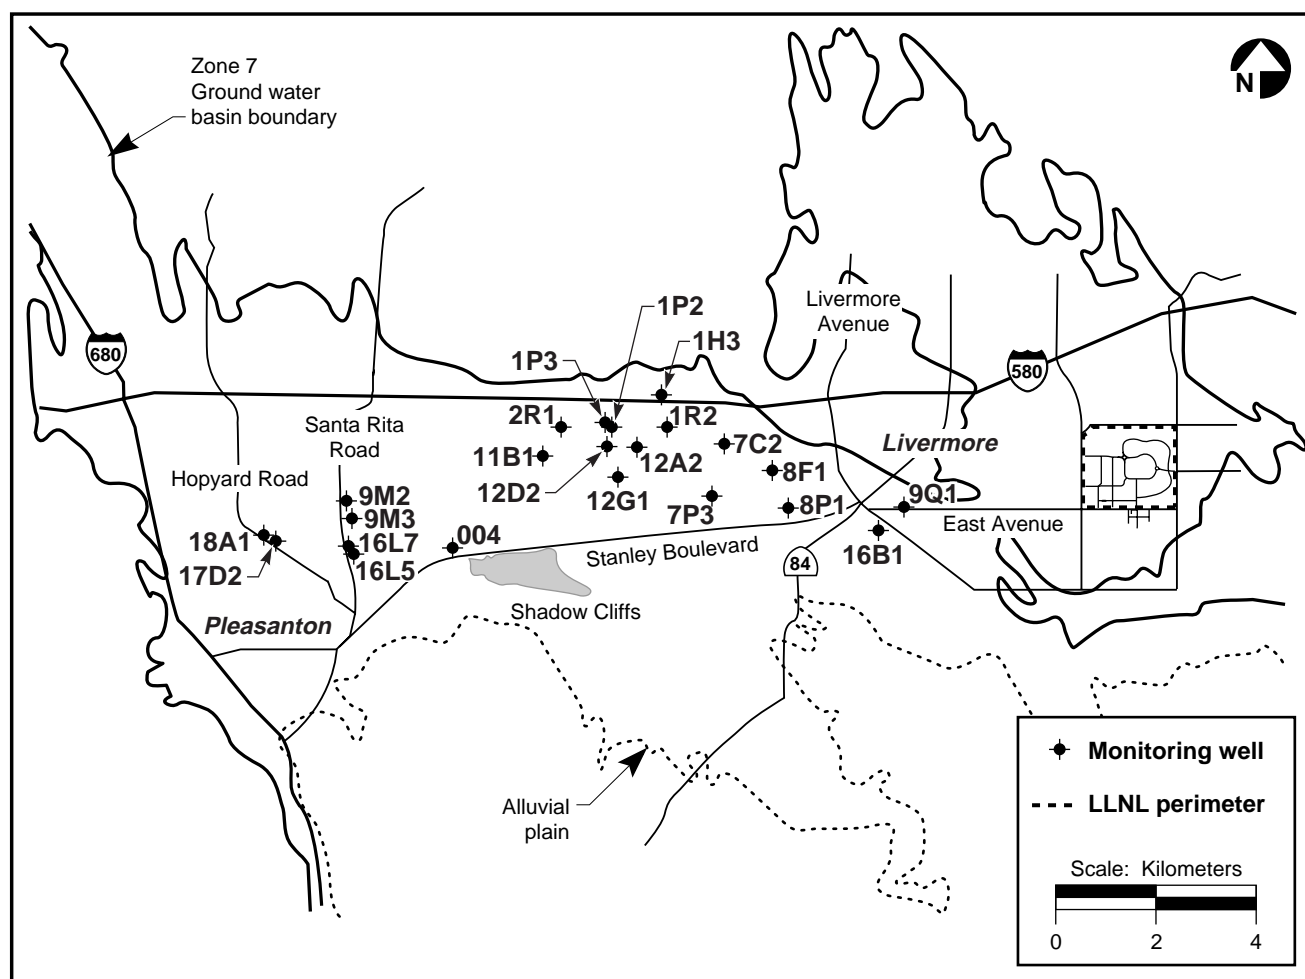 Zone 7
Ground water
basin boundary
N
1P2
Livermore
Avenue
1H3
680
1P3
580
2R1
1R2
Santa Rita
Road
Livermore
7C2
11B1
12A2
8F1
Hopyard Road
12D2
12G1
9M2
7P3
8P1
9Q1
9M3
East Avenue
18A1
16L7
004
16B1
Stanley Boulevard
84
17D2
16L5
Shadow Cliffs
Pleasanton
Monitoring well
LLNL perimeter
Alluvial
plain
Scale: Kilometers
0 2 4